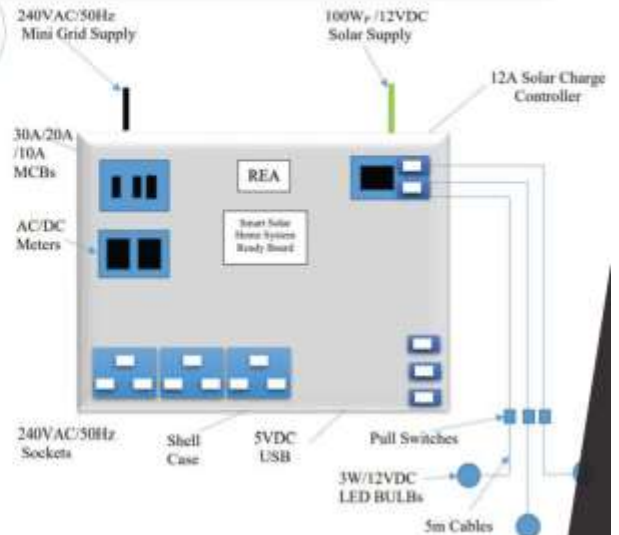 240VAC/50Hz
Mini Grid Supply
100Wₚ /12VDC
Solar Supply
12A Solar Charge
Controller
30A/20A
/10A
MCBs
REA
AC/DC
Meters
Smart Solar
Home System
Ready Board
240VAC/50Hz
Sockets
Shell
Case
5VDC
USB
Pull Switches
3W/12VDC
LED BULBs
5m Cables